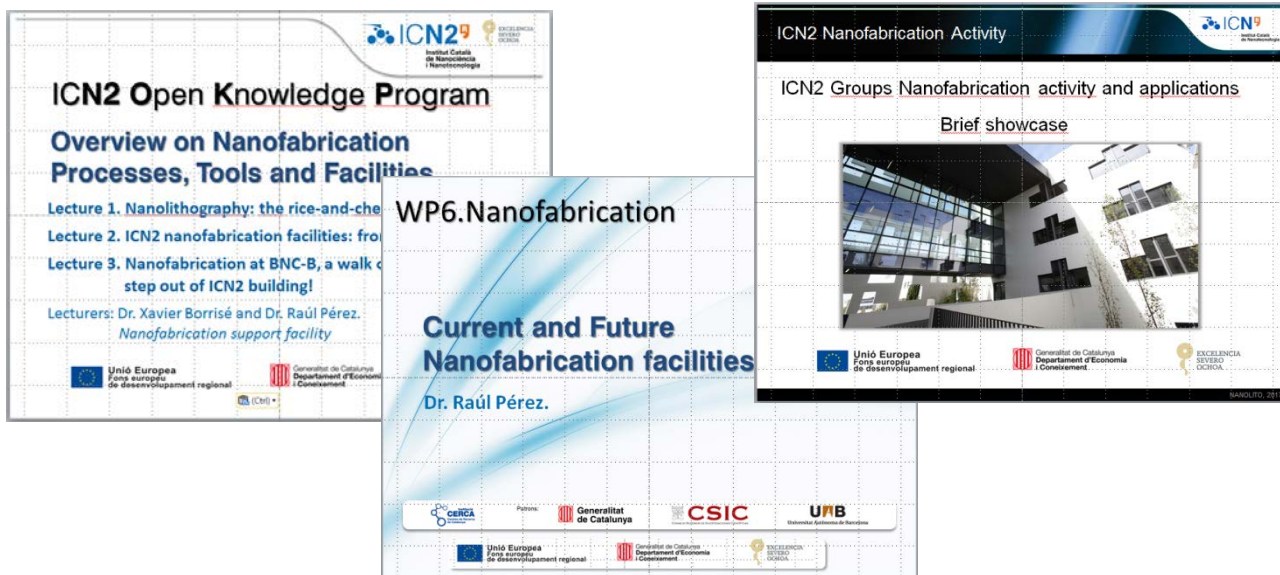 ICN2
Institut Català
de Nanociència
i Nanotecnologia
EXCELENCIA
SEVERO
OCHOA
ICN2 Open Knowledge Program
Overview on Nanofabrication
Processes, Tools and Facilities
Lecture 1. Nanolithography: the rice-and-che
Lecture 2. ICN2 nanofabrication facilities: fro
Lecture 3. Nanofabrication at BNC-B, a walk
step out of ICN2 building!
Lecturers: Dr. Xavier Borrisé and Dr. Raúl Pérez.
Nanofabrication support facility
Unió Europea
Fons europeu
de desenvolupament regional
Generalitat de Catalunya
Departament d'Economi
i Coneixement
(Ctrl)
WP6.Nanofabrication
Current and Future
Nanofabrication facilities
Dr. Raúl Pérez.
CERCA
Patrons:
Generalitat
de Catalunya
CSIC
UAB
Universitat Autònoma de Barcelona
Unió Europea
Fons europeu
de desenvolupament regional
Generalitat de Catalunya
Departament d'Economia
i Coneixement
EXCELENCIA
SEVERO
OCHOA
ICN2 Nanofabrication Activity
ICN
Institut Català
de Nanotecnologia
ICN2 Groups Nanofabrication activity and applications
Brief showcase
Unió Europea
Fons europeu
de desenvolupament regional
Generalitat de Catalunya
Departament d'Economia
i Coneixement
EXCELENCIA
SEVERO
OCHOA
NANOLITO,